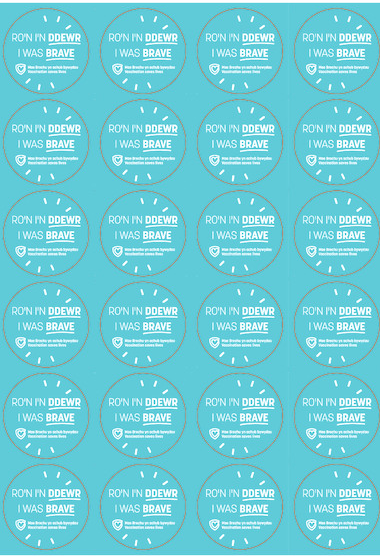 RO'N I'N DDEWR
I WAS BRAVE
Mae Brechu yn achub bywydau
Vaccination saves lives
RO'N I'N DDEWR
I WAS BRAVE
Mae Brechu yn achub bywydau
Vaccination saves lives
RO'N I'N DDEWR
I WAS BRAVE
Mae Brechu yn achub bywydau
Vaccination saves lives
RO'N I'N DDEWR
I WAS BRAVE
Mae Brechu yn achub bywydau
Vaccination saves lives
RO'N I'N DDEWR
I WAS BRAVE
Mae Brechu yn achub bywydau
Vaccination saves lives
RO'N I'N DDEWR
I WAS BRAVE
Mae Brechu yn achub bywydau
Vaccination saves lives
RO'N I'N DDEWR
I WAS BRAVE
Mae Brechu yn achub bywydau
Vaccination saves lives
RO'N I'N DDEWR
I WAS BRAVE
Mae Brechu yn achub bywydau
Vaccination saves lives
RO'N I'N DDEWR
I WAS BRAVE
Mae Brechu yn achub bywydau
Vaccination saves lives
RO'N I'N DDEWR
I WAS BRAVE
Mae Brechu yn achub bywydau
Vaccination saves lives
RO'N I'N DDEWR
I WAS BRAVE
Mae Brechu yn achub bywydau
Vaccination saves lives
RO'N I'N DDEWR
I WAS BRAVE
Mae Brechu yn achub bywydau
Vaccination saves lives
RO'N I'N DDEWR
I WAS BRAVE
Mae Brechu yn achub bywydau
Vaccination saves lives
RO'N I'N DDEWR
I WAS BRAVE
Mae Brechu yn achub bywydau
Vaccination saves lives
RO'N I'N DDEWR
I WAS BRAVE
Mae Brechu yn achub bywydau
Vaccination saves lives
RO'N I'N DDEWR
I WAS BRAVE
Mae Brechu yn achub bywydau
Vaccination saves lives
RO'N I'N DDEWR
I WAS BRAVE
Mae Brechu yn achub bywydau
Vaccination saves lives
RO'N I'N DDEWR
I WAS BRAVE
Mae Brechu yn achub bywydau
Vaccination saves lives
RO'N I'N DDEWR
I WAS BRAVE
Mae Brechu yn achub bywydau
Vaccination saves lives
RO'N I'N DDEWR
I WAS BRAVE
Mae Brechu yn achub bywydau
Vaccination saves lives
RO'N I'N DDEWR
I WAS BRAVE
Mae Brechu yn achub bywydau
Vaccination saves lives
RO'N I'N DDEWR
I WAS BRAVE
Mae Brechu yn achub bywydau
Vaccination saves lives
RO'N I'N DDEWR
I WAS BRAVE
Mae Brechu yn achub bywydau
Vaccination saves lives
RO'N I'N DDEWR
I WAS BRAVE
Mae Brechu yn achub bywydau
Vaccination saves lives